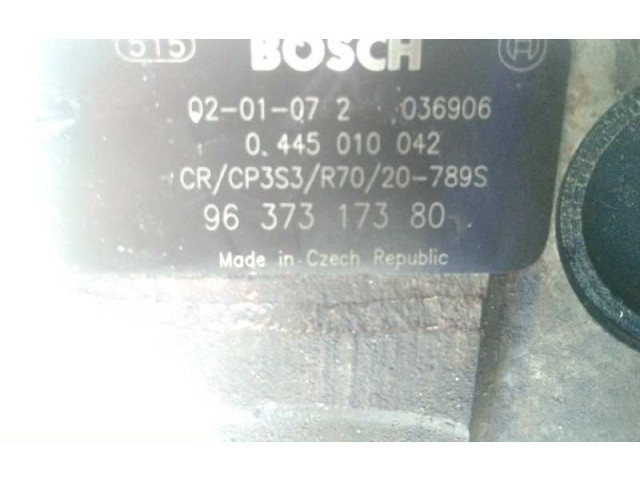 515 BOSCH
02-01-07 2 036906
0 445 010 042
CR/CP3S3/R70/20-789S
96 373 173 80
Made in Czech Republic